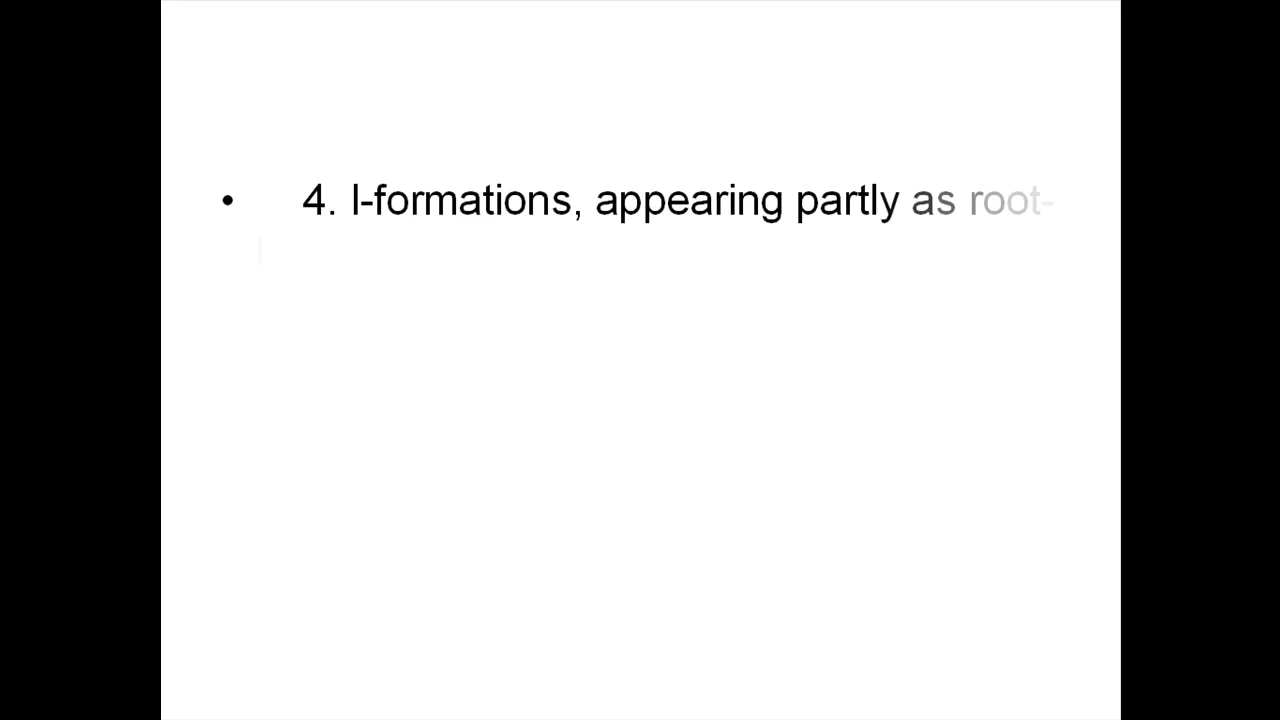 • 4. l-formations, appearing partly as root-